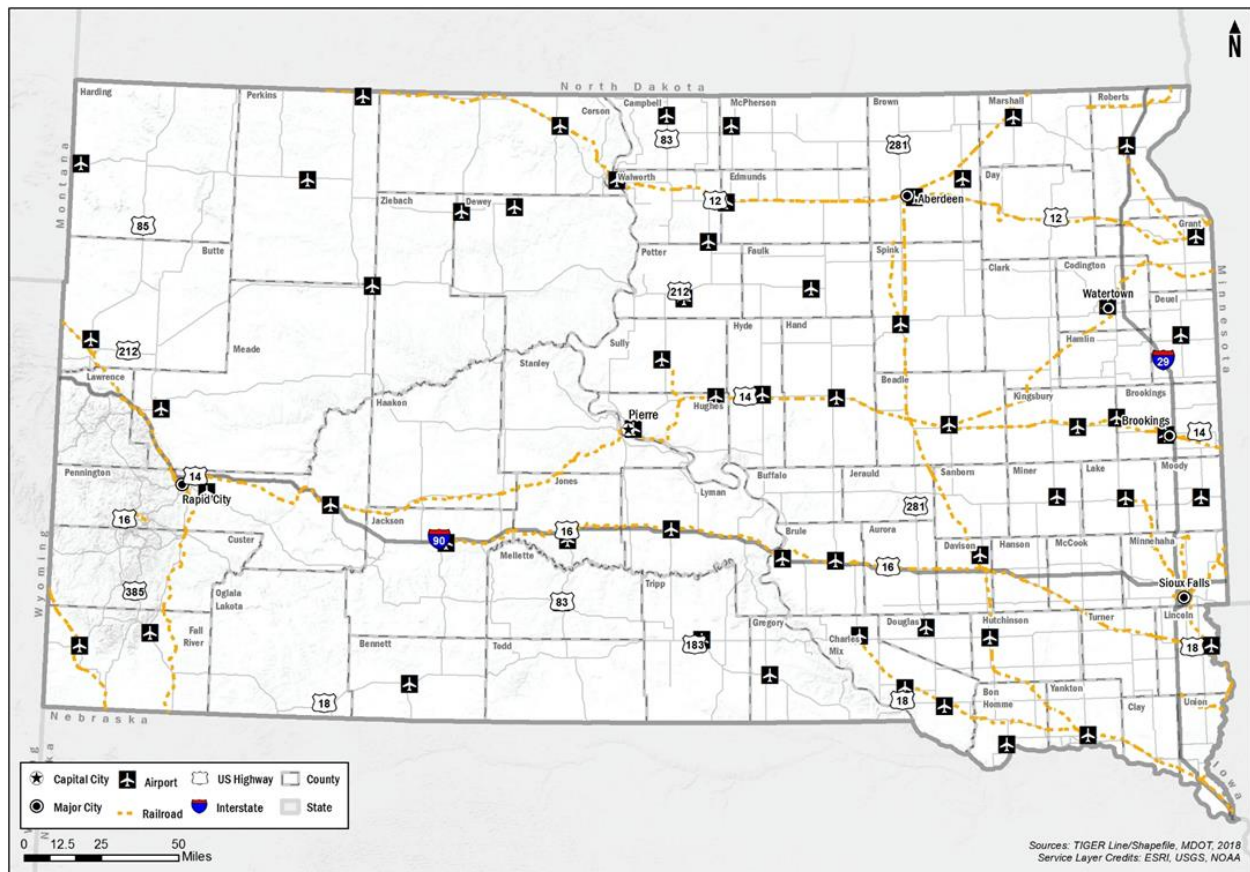 N
North Dakota
Harding
Perkins
Corson
Campbell
McPherson
Brown
Marshall
Roberts
83
281
Montana
Walworth
Edmunds
Day
Ziebach
Dewey
12
Aberdeen
12
85
Grant
Butte
Potter
Faulk
Spink
Clark
Codington
Minnesota
212
Watertown
Deuel
Meade
Sully
Hyde
Hand
Hamlin
212
Stanley
29
Lawrence
Haakon
Beadle
Kingsbury
Brookings
Hughes
14
Pierre
Brookings
14
Pennington
14
Rapid City
Jones
Lyman
Buffalo
Jerauld
Sanborn
Miner
Lake
Moody
16
Jackson
90
16
281
Custer
Mellette
Brule
Aurora
Davison
Hanson
McCook
Minnehaha
16
Wyoming
385
Oglala
Lakota
83
Tripp
Sioux Falls
Fall
River
Bennett
Todd
183
Gregory
Charles
Mix
Douglas
Hutchinson
Turner
Lincoln
18
18
18
Bon
Homme
Yankton
Clay
Union
Nebraska
Iowa
Capital City
Airport
US Highway
County
Major City
Railroad
Interstate
State
0 12.5 25 50
Miles
Sources: TIGER Line/Shapefile, MDOT, 2018
Service Layer Credits: ESRI, USGS, NOAA